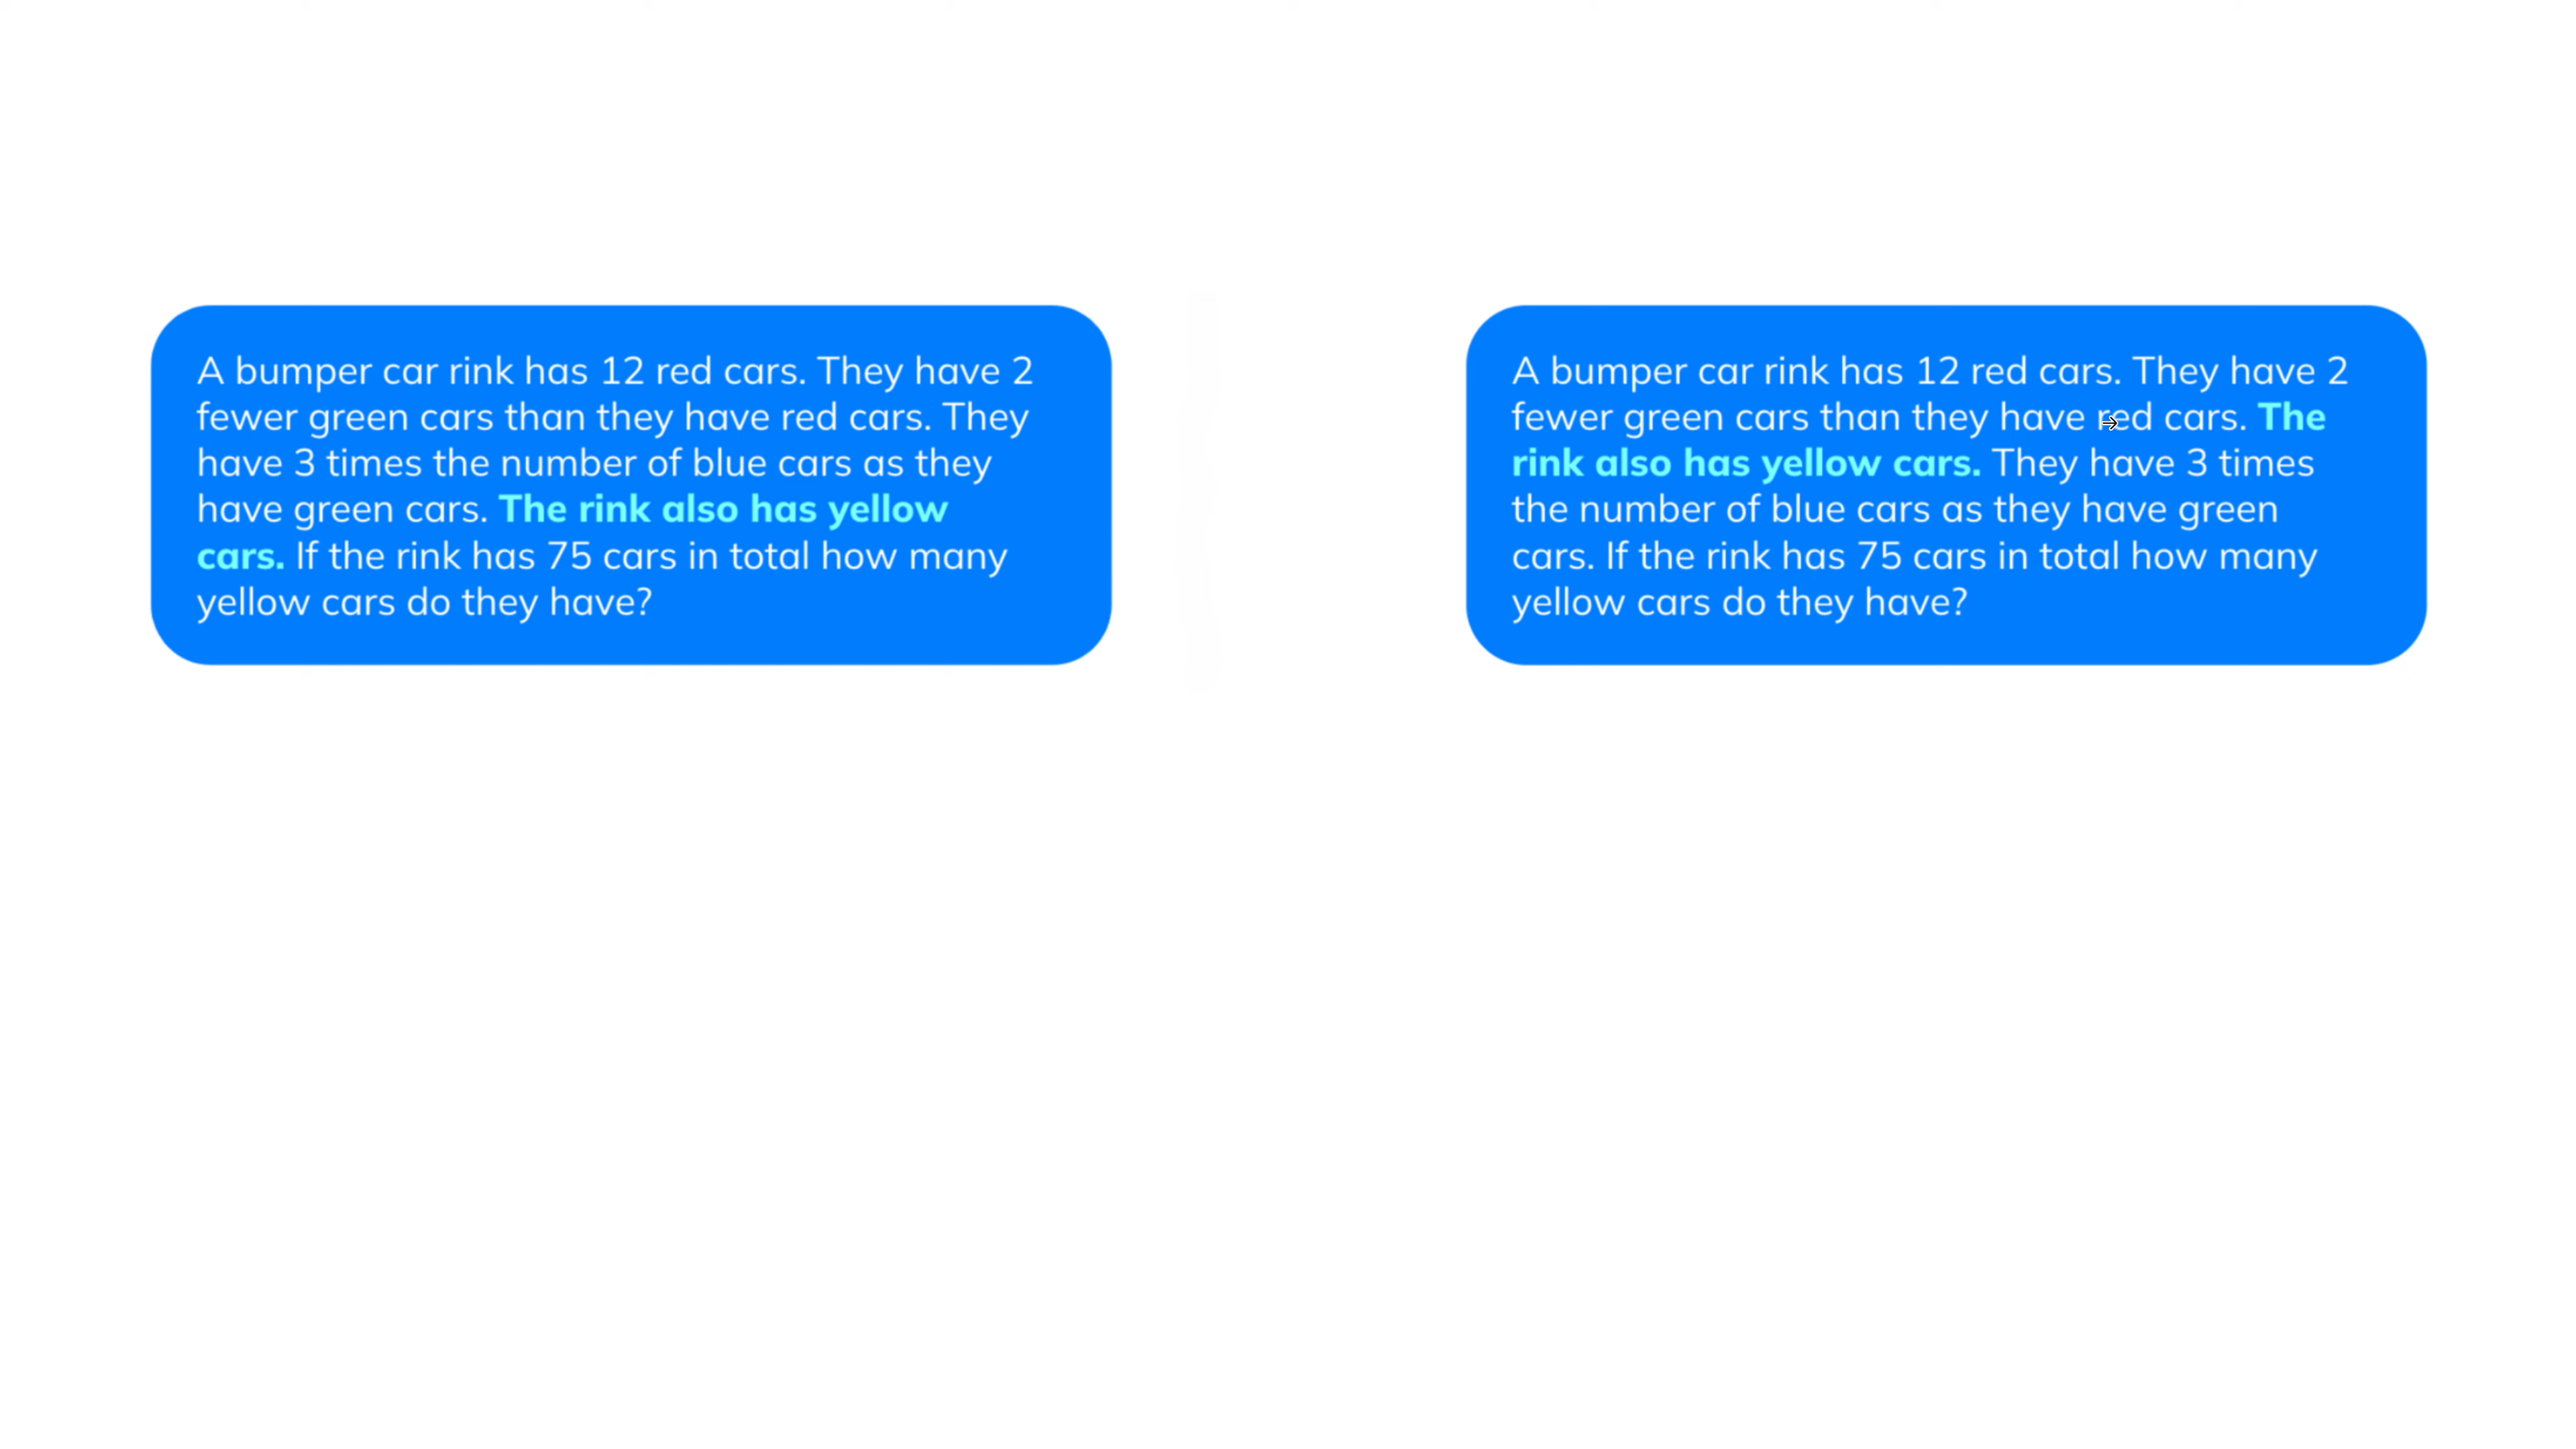 A bumper car rink has 12 red cars. They have 2
fewer green cars than they have red cars. They
have 3 times the number of blue cars as they
have green cars. The rink also has yellow
cars. If the rink has 75 cars in total how many
yellow cars do they have?
A bumper car rink has 12 red cars. They have 2
fewer green cars than they have red cars. The
rink also has yellow cars. They have 3 times
the number of blue cars as they have green
cars. If the rink has 75 cars in total how many
yellow cars do they have?